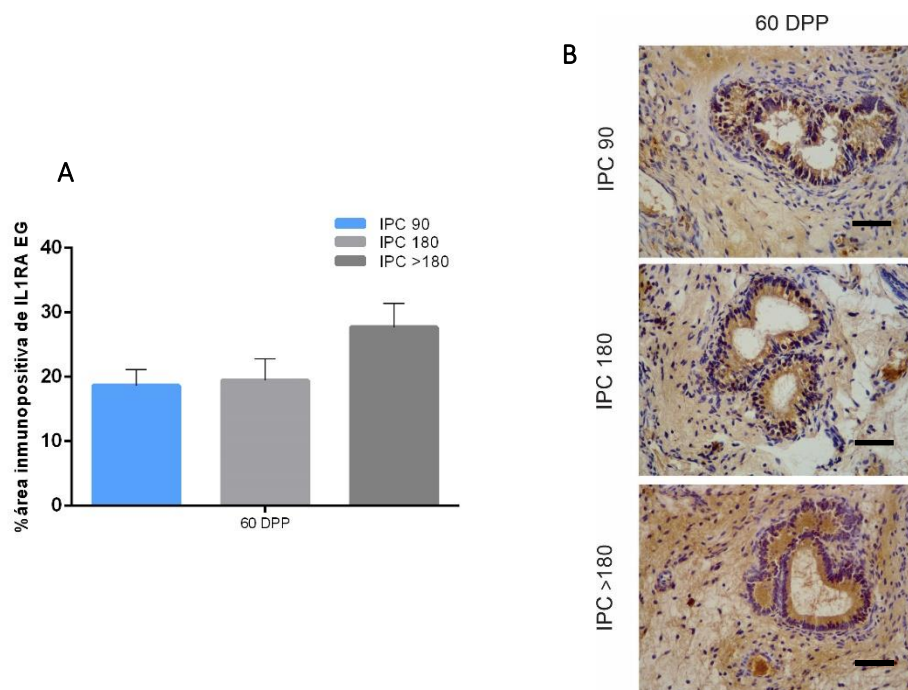 A
IPC 90
IPC 180
IPC >180
%área inmunopositiva de IL1RA EG
40
30
20
10
0
60 DPP
B
60 DPP
IPC 90
IPC 180
IPC >180